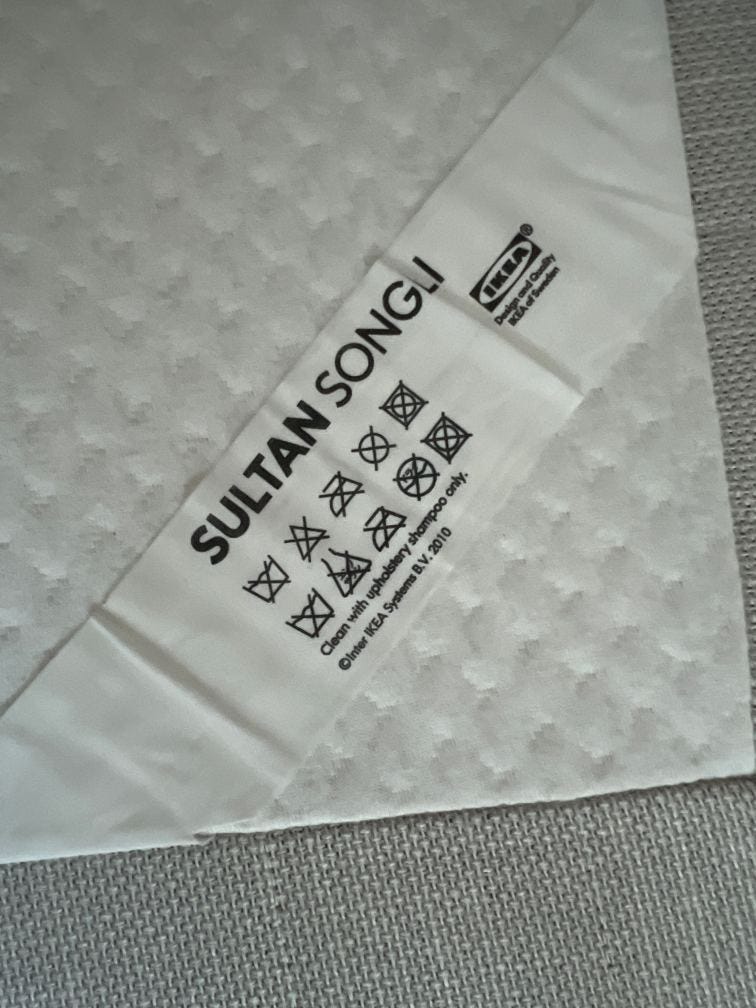 SULTAN SONGLI
Clean with upholstery shampoo only.
©Inter IKEA Systems B.V. 2010
IKEA®
Design and Quality
IKEA of Sweden